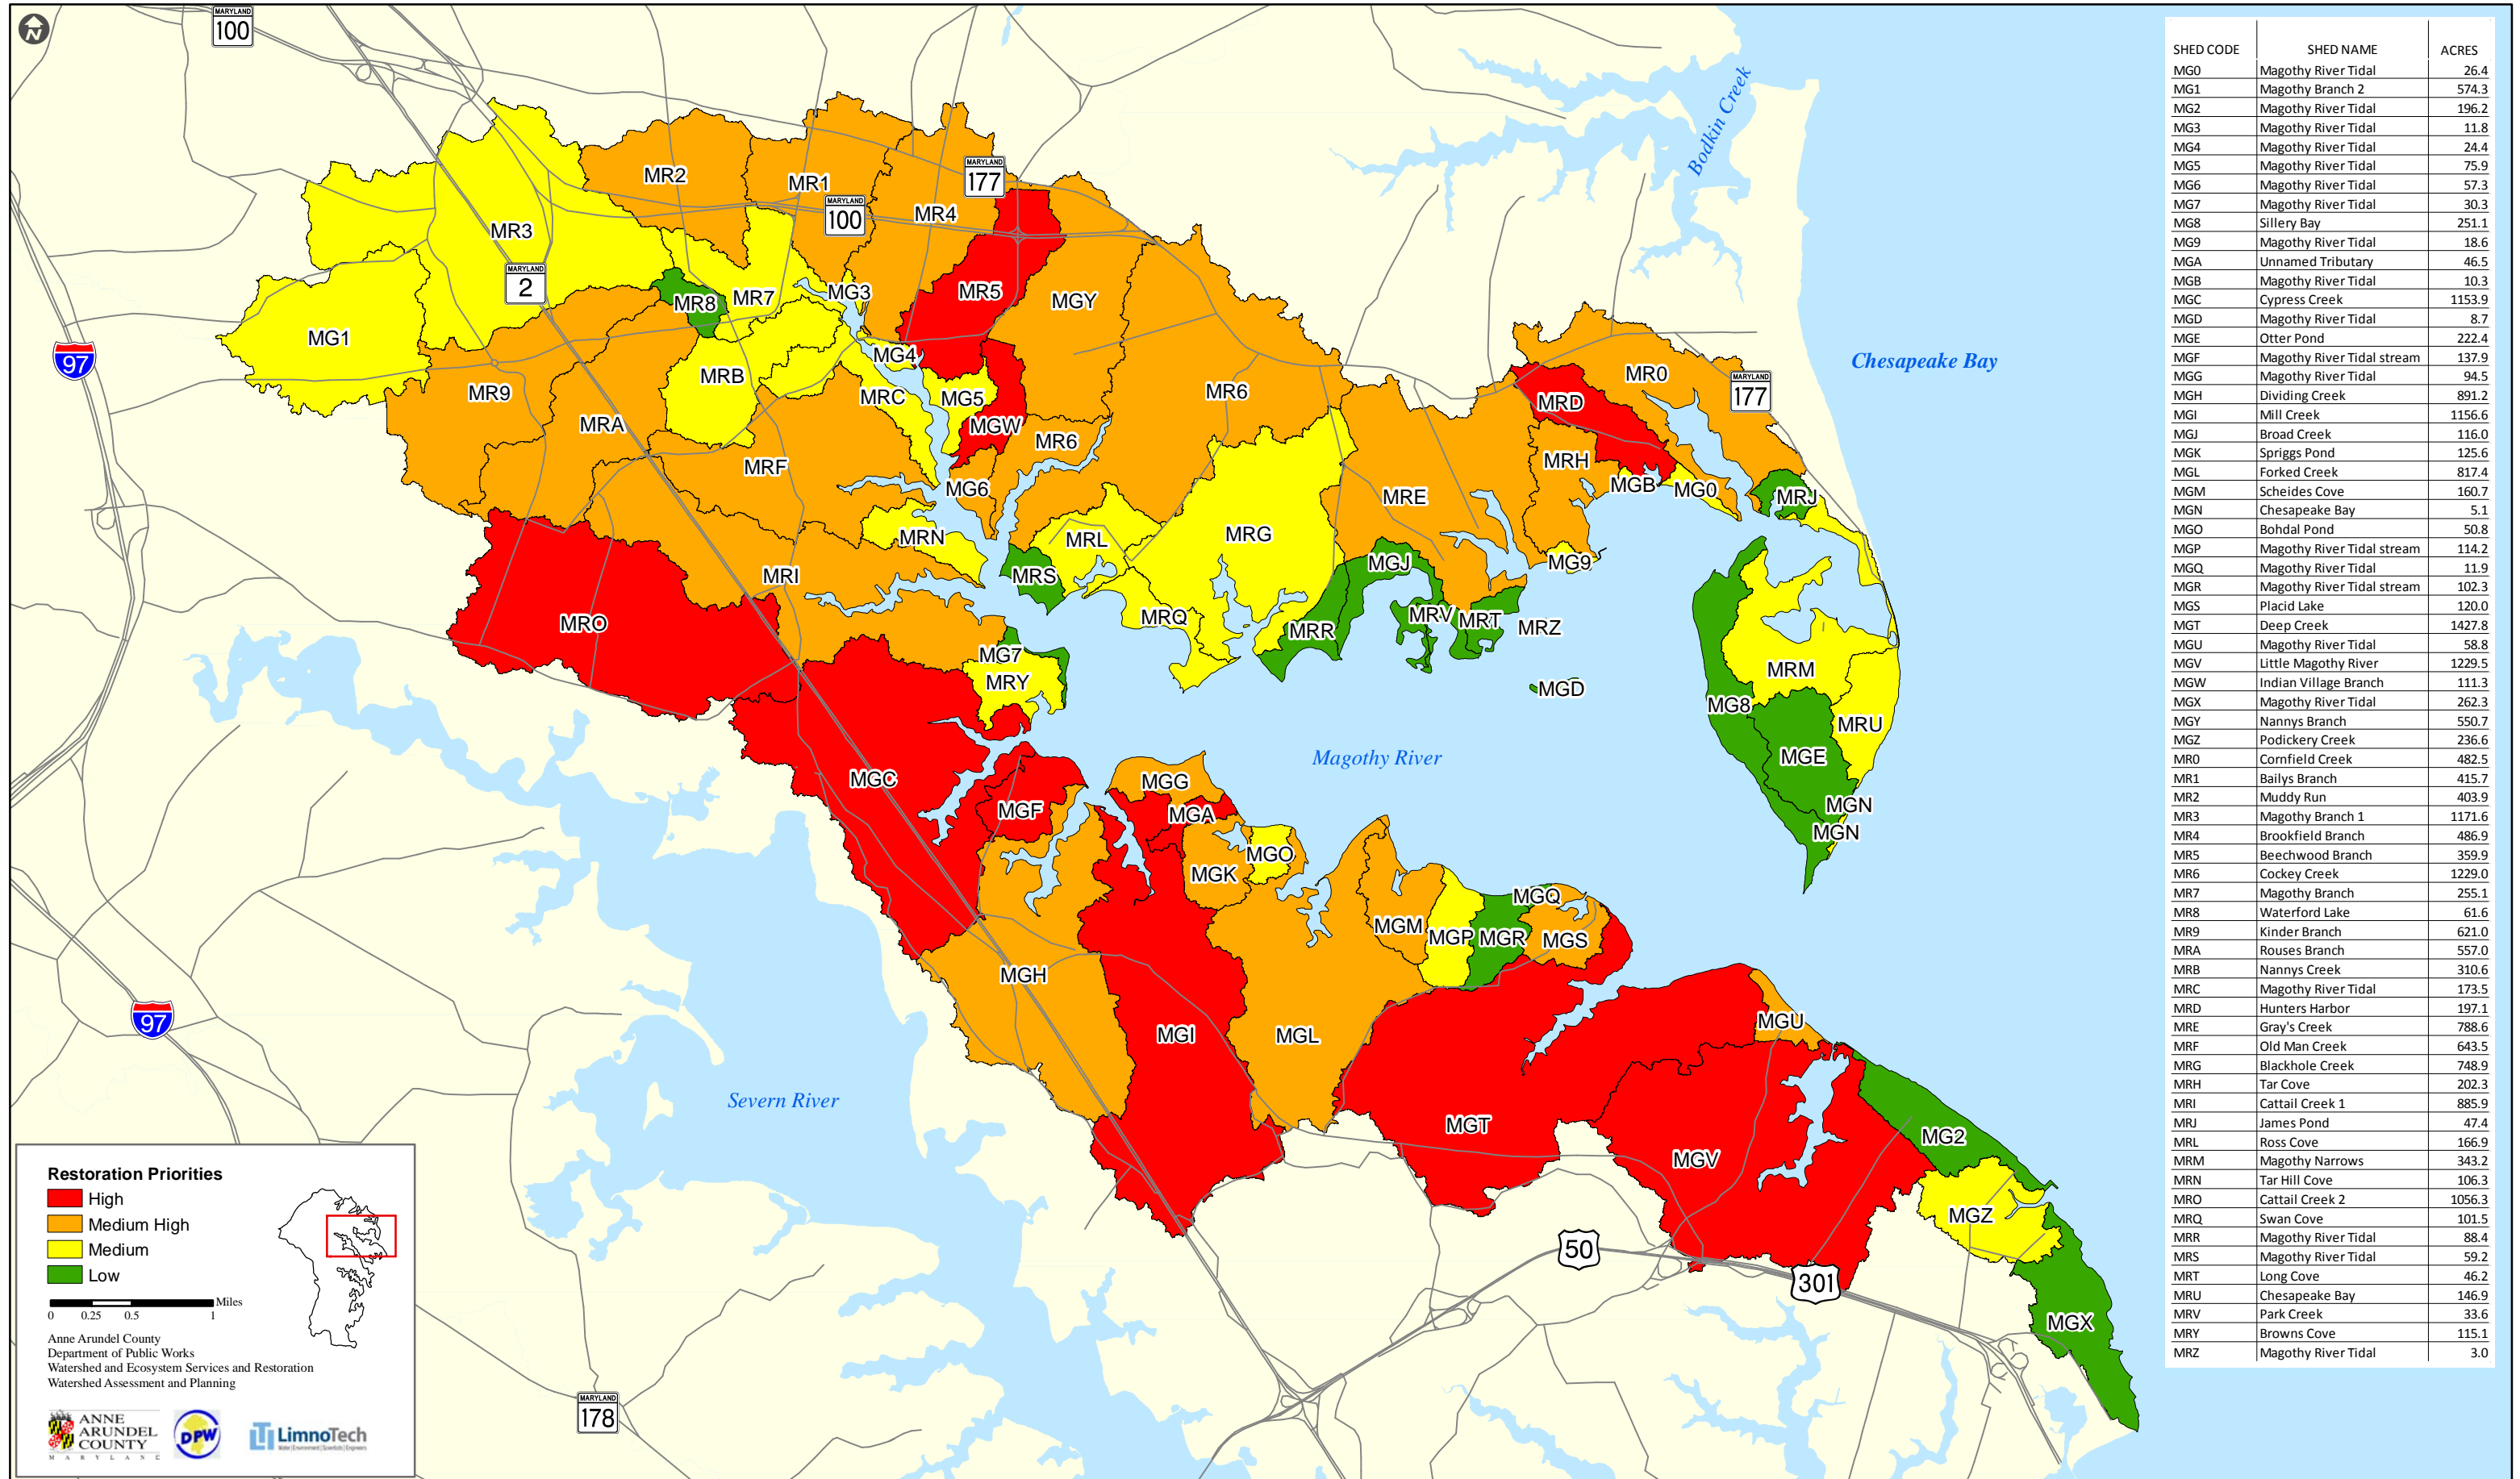 N
MARYLAND
100
Bodkin Creek
MR2
MR1
MARYLAND
177
MARYLAND
100
MR4
MR3
MARYLAND
2
MR8
MR7
MG3
MR5
MGY
MG1
97
MG4
MRB
MRC
MG5
MR6
MR9
MRA
MGW
MR6
MRF
MG6
MRN
MRL
MRG
MRE
MRD
MR0
MARYLAND
177
MRH
MGB
MG0
MRJ
MG9
MGJ
MRS
MRI
MRO
MRQ
MRR
MRV
MRT
MRZ
MG7
MRY
MGD
MRM
MG8
MRU
MGE
MGN
MGN
Chesapeake Bay
Magothy River
MGC
MGF
MGG
MGA
MGO
MGK
MGQ
MGM
MGP
MGR
MGS
MGH
MGI
MGL
MGU
MGT
MGV
MG2
MGZ
MGX
97
Severn River
50
301
MARYLAND
178
Restoration Priorities
High
Medium High
Medium
Low
Miles
0 0.25 0.5 1
Anne Arundel County
Department of Public Works
Watershed and Ecosystem Services and Restoration
Watershed Assessment and Planning
ANNE
ARUNDEL
COUNTY
MARYLAND
DPW
LimnoTech
Water | Environment | Scientists | Engineers
SHED CODE SHED NAME ACRES
MG0 Magothy River Tidal 26.4
MG1 Magothy Branch 2 574.3
MG2 Magothy River Tidal 196.2
MG3 Magothy River Tidal 11.8
MG4 Magothy River Tidal 24.4
MG5 Magothy River Tidal 75.9
MG6 Magothy River Tidal 57.3
MG7 Magothy River Tidal 30.3
MG8 Sillery Bay 251.1
MG9 Magothy River Tidal 18.6
MGA Unnamed Tributary 46.5
MGB Magothy River Tidal 10.3
MGC Cypress Creek 1153.9
MGD Magothy River Tidal 8.7
MGE Otter Pond 222.4
MGF Magothy River Tidal stream 137.9
MGG Magothy River Tidal 94.5
MGH Dividing Creek 891.2
MGI Mill Creek 1156.6
MGJ Broad Creek 116.0
MGK Spriggs Pond 125.6
MGL Forked Creek 817.4
MGM Scheides Cove 160.7
MGN Chesapeake Bay 5.1
MGO Bohdal Pond 50.8
MGP Magothy River Tidal stream 114.2
MGQ Magothy River Tidal 11.9
MGR Magothy River Tidal stream 102.3
MGS Placid Lake 120.0
MGT Deep Creek 1427.8
MGU Magothy River Tidal 58.8
MGV Little Magothy River 1229.5
MGW Indian Village Branch 111.3
MGX Magothy River Tidal 262.3
MGY Nannys Branch 550.7
MGZ Podickery Creek 236.6
MR0 Cornfield Creek 482.5
MR1 Bailys Branch 415.7
MR2 Muddy Run 403.9
MR3 Magothy Branch 1 1171.6
MR4 Brookfield Branch 486.9
MR5 Beechwood Branch 359.9
MR6 Cockey Creek 1229.0
MR7 Magothy Branch 255.1
MR8 Waterford Lake 61.6
MR9 Kinder Branch 621.0
MRA Rouses Branch 557.0
MRB Nannys Creek 310.6
MRC Magothy River Tidal 173.5
MRD Hunters Harbor 197.1
MRE Gray's Creek 788.6
MRF Old Man Creek 643.5
MRG Blackhole Creek 748.9
MRH Tar Cove 202.3
MRI Cattail Creek 1 885.9
MRJ James Pond 47.4
MRL Ross Cove 166.9
MRM Magothy Narrows 343.2
MRN Tar Hill Cove 106.3
MRO Cattail Creek 2 1056.3
MRQ Swan Cove 101.5
MRR Magothy River Tidal 88.4
MRS Magothy River Tidal 59.2
MRT Long Cove 46.2
MRU Chesapeake Bay 146.9
MRV Park Creek 33.6
MRY Browns Cove 115.1
MRZ Magothy River Tidal 3.0